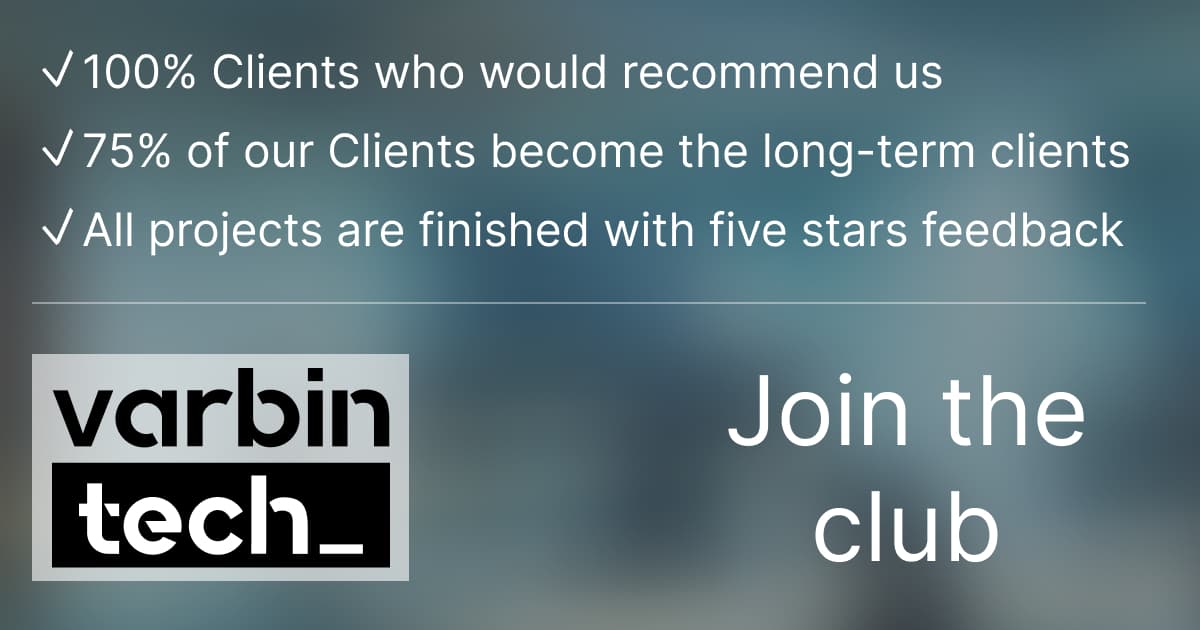 ✓100% Clients who would recommend us
✓75% of our Clients become the long-term clients
✓All projects are finished with five stars feedback
varbin
tech_
Join the
club